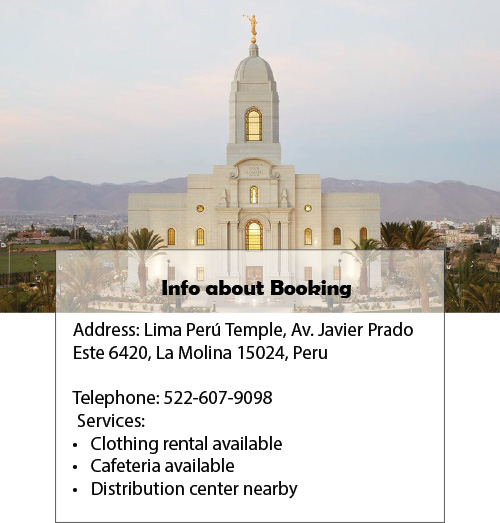 Info about Booking
Address: Lima Perú Temple, Av. Javier Prado
Este 6420, La Molina 15024, Peru
Telephone: 522-607-9098
Services:
• Clothing rental available
• Cafeteria available
• Distribution center nearby